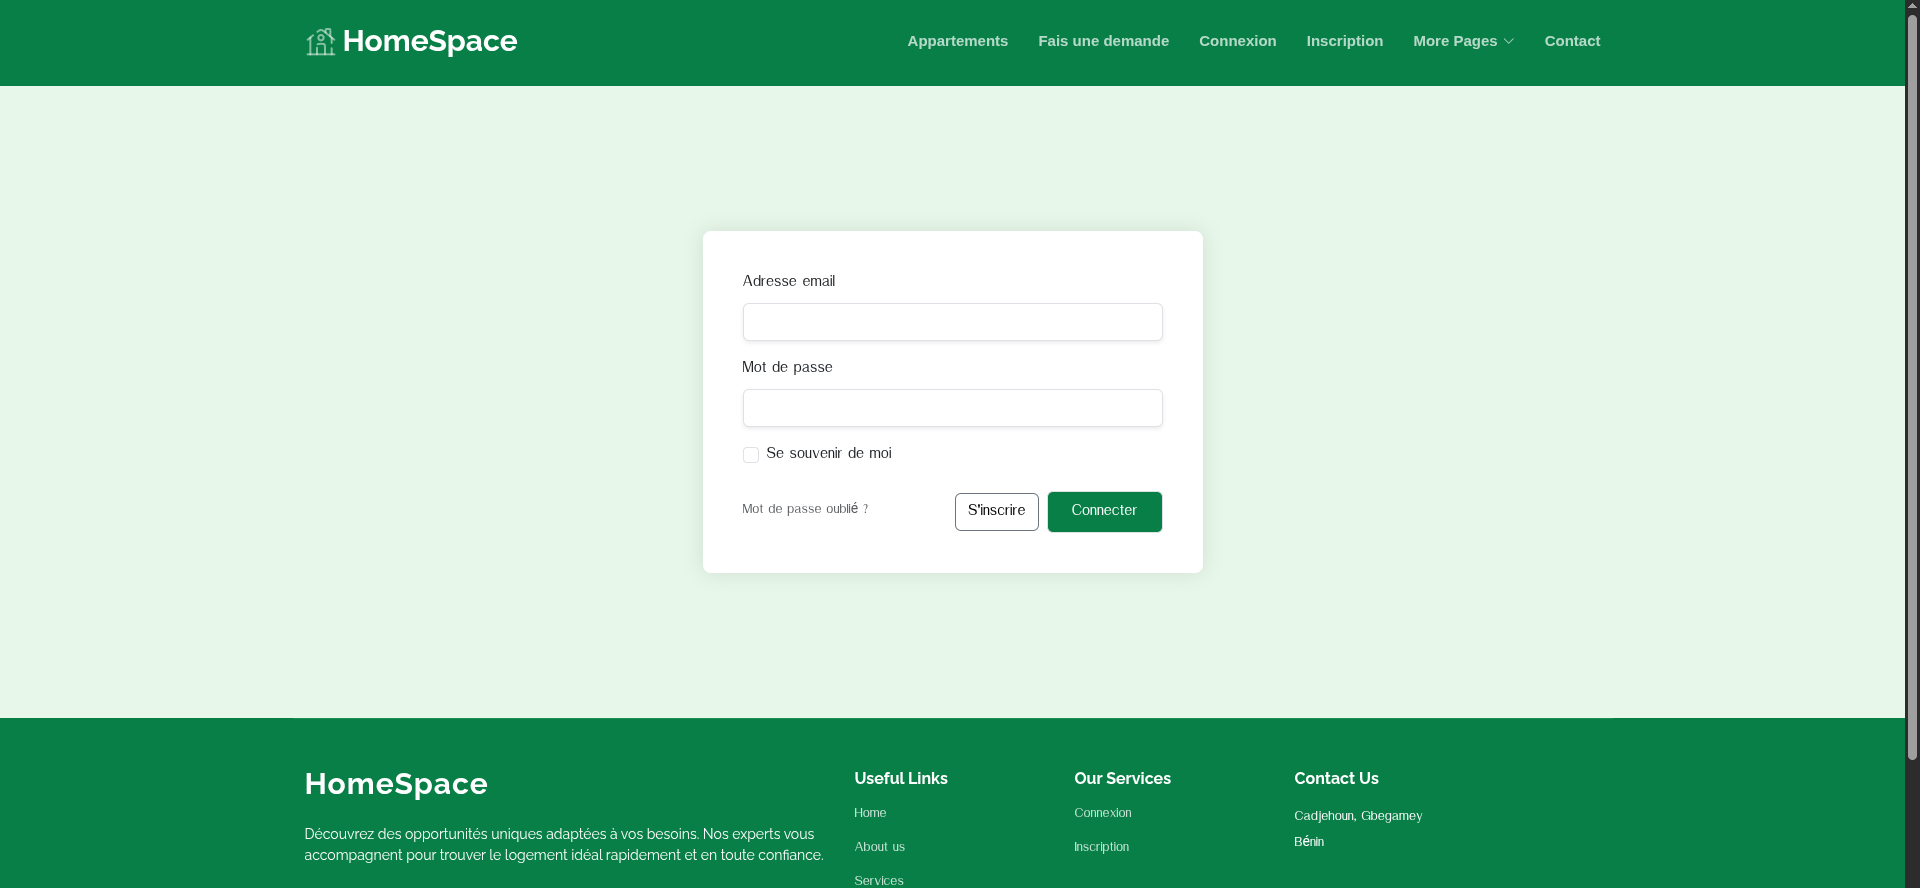 HomeSpace
Appartements
Fais une demande
Connexion
Inscription
More Pages
Contact
Adresse email
Mot de passe
Se souvenir de moi
Mot de passe oublié ?
S'inscrire
Connecter
HomeSpace
Découvrez des opportunités uniques adaptées à vos besoins. Nos experts vous
accompagnent pour trouver le logement idéal rapidement et en toute confiance.
Useful Links
Home
About us
Services
Our Services
Connexion
Inscription
Contact Us
Cadjehoun, Gbegamey
Bénin